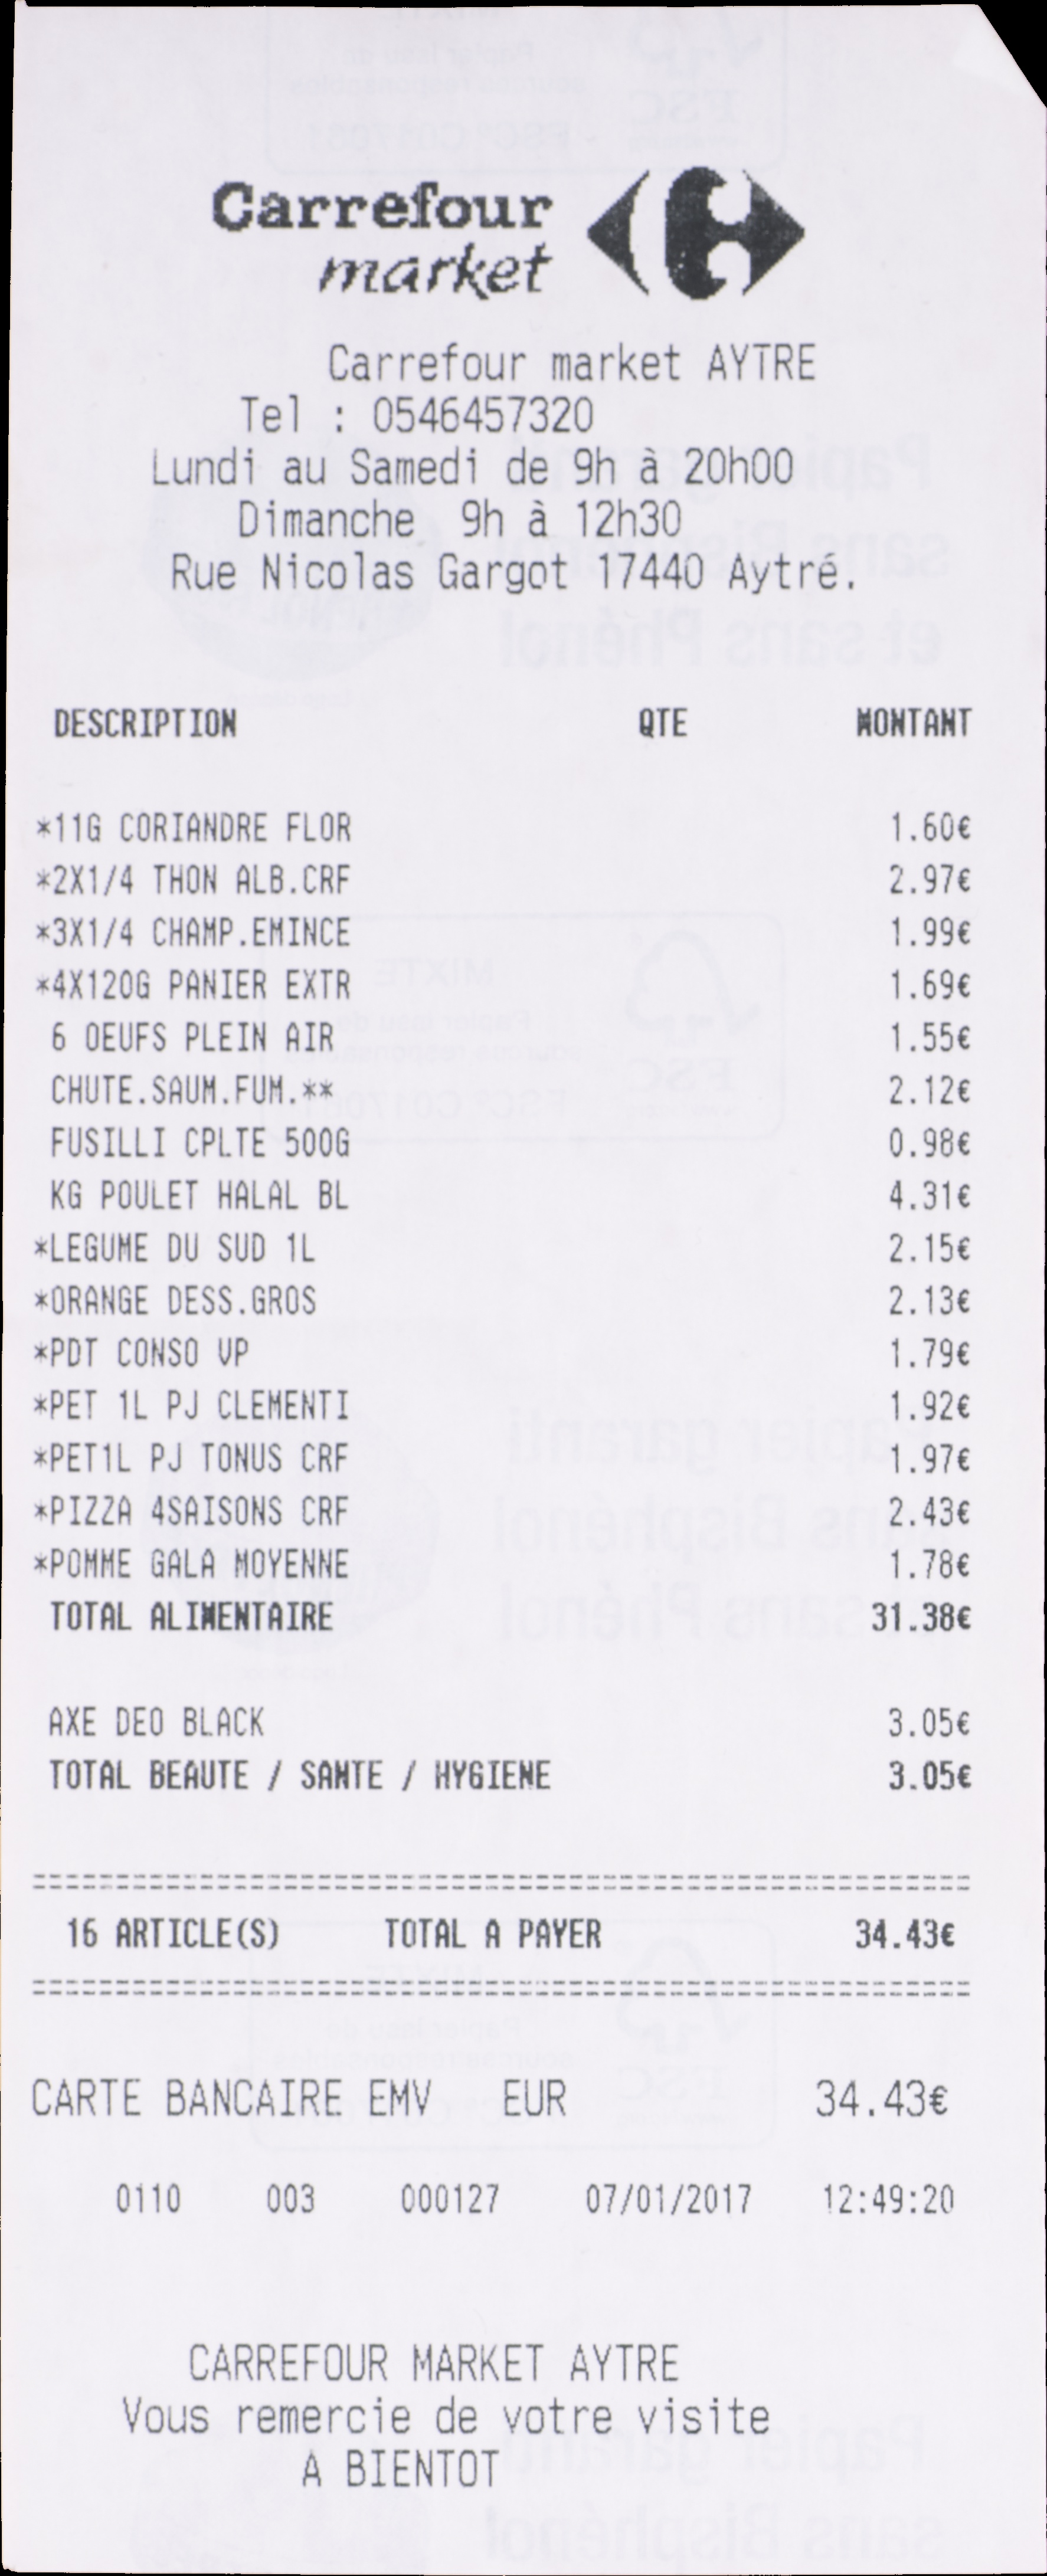 Carrefour
market
Carrefour market AYTRE
Tel : 0546457320
Lundi au Samedi de 9h à 20h00
Dimanche 9h à 12h30
Rue Nicolas Gargot 17440 Aytré.
DESCRIPTION QTE MONTANT
*11G CORIANDRE FLOR 1.60€
*2X1/4 THON ALB.CRF 2.97€
*3X1/4 CHAMP.EMINCE 1.99€
*4X120G PANIER EXTR 1.69€
6 OEUFS PLEIN AIR 1.55€
CHUTE.SAUM.FUM.** 2.12€
FUSILLI CPLTE 500G 0.98€
KG POULET HALAL BL 4.31€
*LEGUME DU SUD 1L 2.15€
*ORANGE DESS.GROS 2.13€
*PDT CONSO VP 1.79€
*PET 1L PJ CLEMENTI 1.92€
*PET1L PJ TONUS CRF 1.97€
*PIZZA 4SAISONS CRF 2.43€
*POMME GALA MOYENNE 1.78€
TOTAL ALIMENTAIRE 31.38€
AXE DEO BLACK 3.05€
TOTAL BEAUTE / SANTE / HYGIENE 3.05€
16 ARTICLE(S) TOTAL A PAYER 34.43€
CARTE BANCAIRE EMV EUR 34.43€
0110 003 000127 07/01/2017 12:49:20
CARREFOUR MARKET AYTRE
Vous remercie de votre visite
A BIENTOT